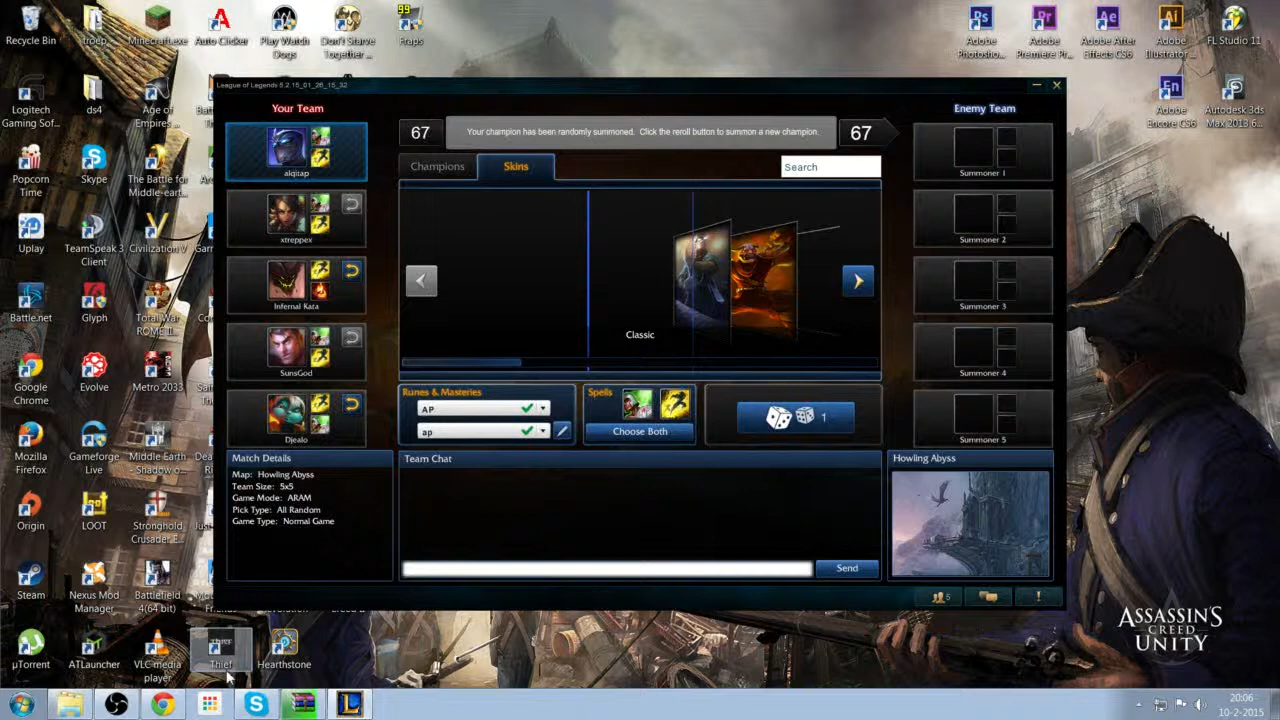 Recycle Bin
troep
Minecraft.exe
Auto Clicker
Play Watch Dogs
Don't Starve Together ...
99
Fraps
Adobe Photosho...
Adobe Premiere Pr...
Adobe After Effects CS6
Adobe Illustrator ...
FL Studio 11
Logitech Gaming Sof...
ds4
Age of Empires ...
Adobe Encore CS6
Autodesk 3ds Max 2013 6...
Popcorn Time
Skype
The Battle for Middle-eart...
Uplay
TeamSpeak 3 Client
Civilization V
Battle.net
Glyph
Total War ROME II...
Google Chrome
Evolve
Metro 2033
Mozilla Firefox
Gameforge Live
Middle Earth - Shadow o...
Origin
LOOT
Stronghold Crusader E...
Steam
Nexus Mod Manager
Battlefield 4(64 bit)
µTorrent
ATLauncher
VLC media player
Thief
Hearthstone
League of Legends 5.2.15_01_26_15_32
Your Team
67
Your champion has been randomly summoned. Click the reroll button to summon a new champion.
67
Enemy Team
Champions
Skins
Search
alqitap
xtreppex
Infernal Kata
SunsGod
Djealo
Summoner 1
Summoner 2
Summoner 3
Summoner 4
Summoner 5
Classic
Runes & Masteries
AP
ap
Spells
Choose Both
1
Match Details
Map: Howling Abyss
Team Size: 5x5
Game Mode: ARAM
Pick Type: All Random
Game Type: Normal Game
Team Chat
Send
Howling Abyss
5
ASSASSIN'S CREED
UNITY
20:06
10-2-2015